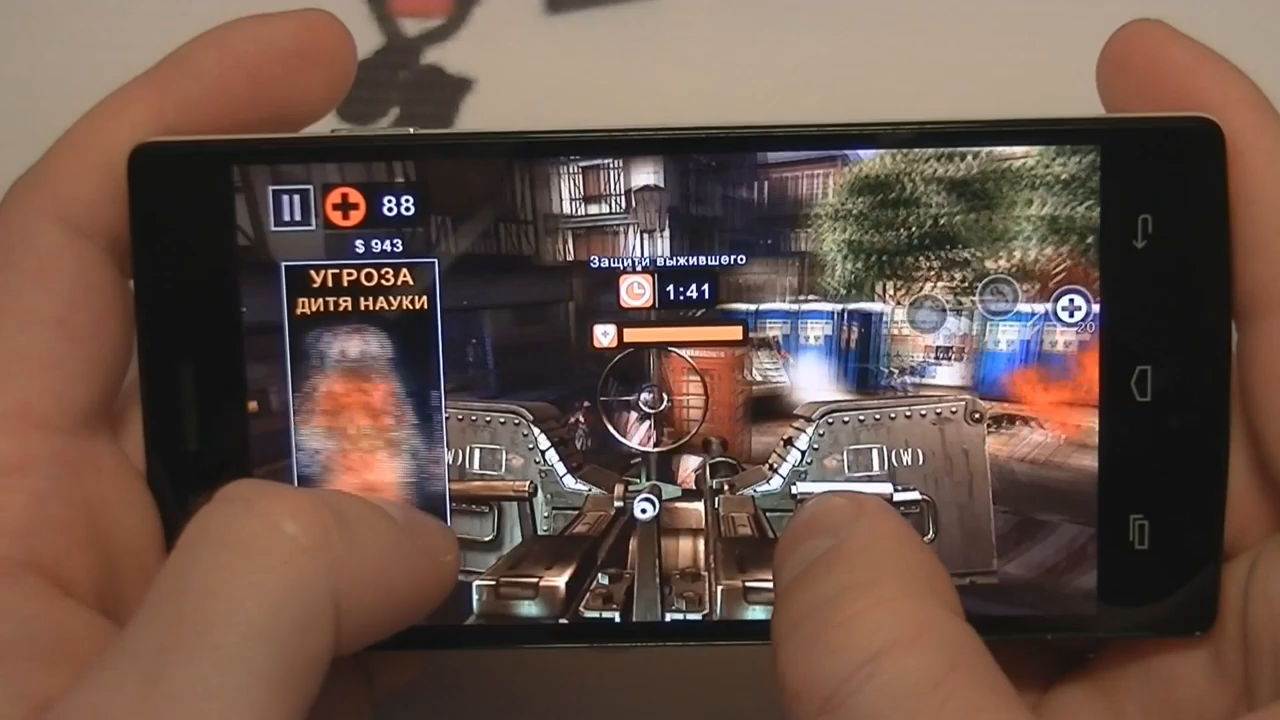 88
$ 943
УГРОЗА
ДИТЯ НАУКИ
Защити выжившего
1:41
20
(W)